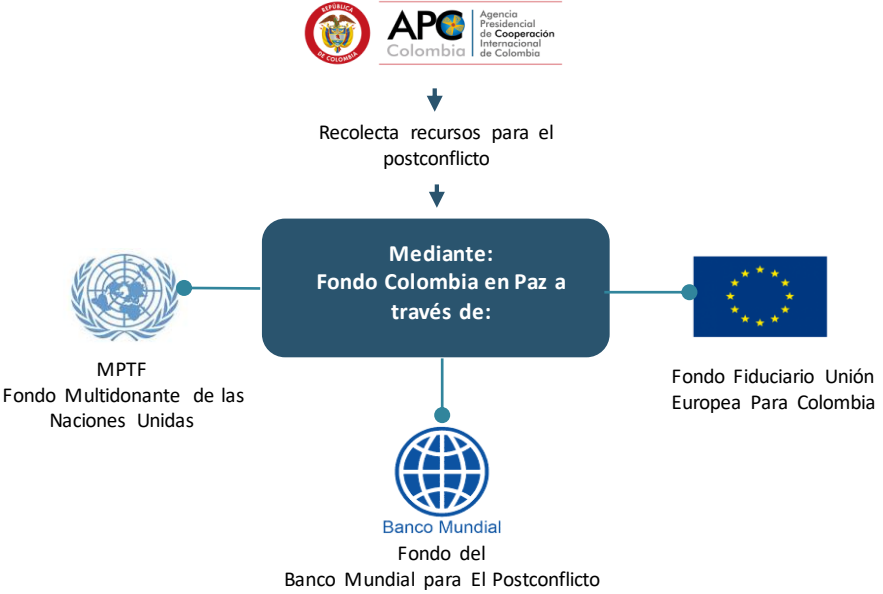 REPÚBLICA
DE COLOMBIA
APC
Colombia
Agencia
Presidencial
de Cooperación
Internacional
de Colombia
Recolecta recursos para el
postconflicto
Mediante:
Fondo Colombia en Paz a
través de:
MPTF
Fondo Multidonante de las
Naciones Unidas
Fondo Fiduciario Unión
Europea Para Colombia
Banco Mundial
Fondo del
Banco Mundial para El Postconflicto